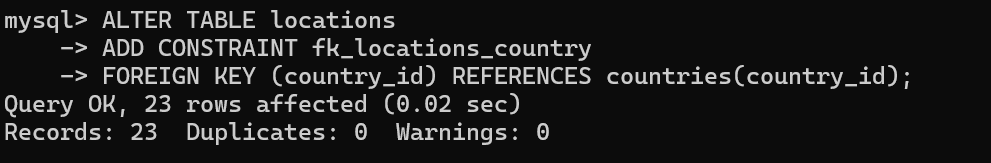 mysql> ALTER TABLE locations
    -> ADD CONSTRAINT fk_locations_country
    -> FOREIGN KEY (country_id) REFERENCES countries(country_id);
Query OK, 23 rows affected (0.02 sec)
Records: 23  Duplicates: 0  Warnings: 0